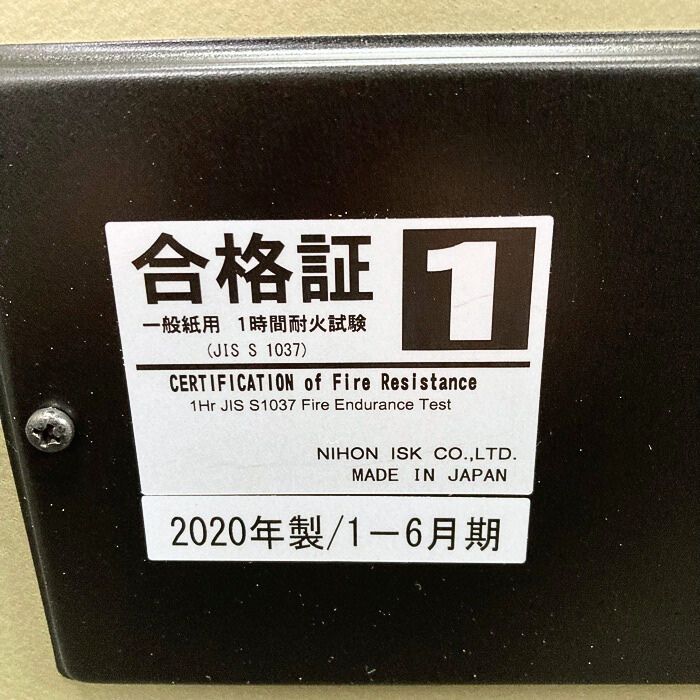 合格証 1
一般紙用 1時間耐火試験
(JIS S 1037)
CERTIFICATION of Fire Resistance
1Hr JIS S1037 Fire Endurance Test
NIHON ISK CO.,LTD.
MADE IN JAPAN
2020年製/1−6月期